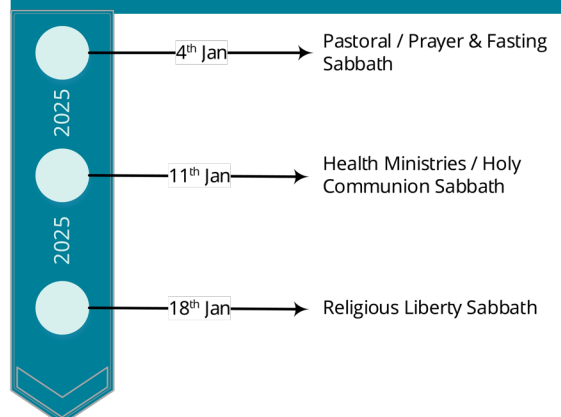 4th Jan
Pastoral / Prayer & Fasting
Sabbath
2025
11th Jan
Health Ministries / Holy
Communion Sabbath
2025
18th Jan
Religious Liberty Sabbath